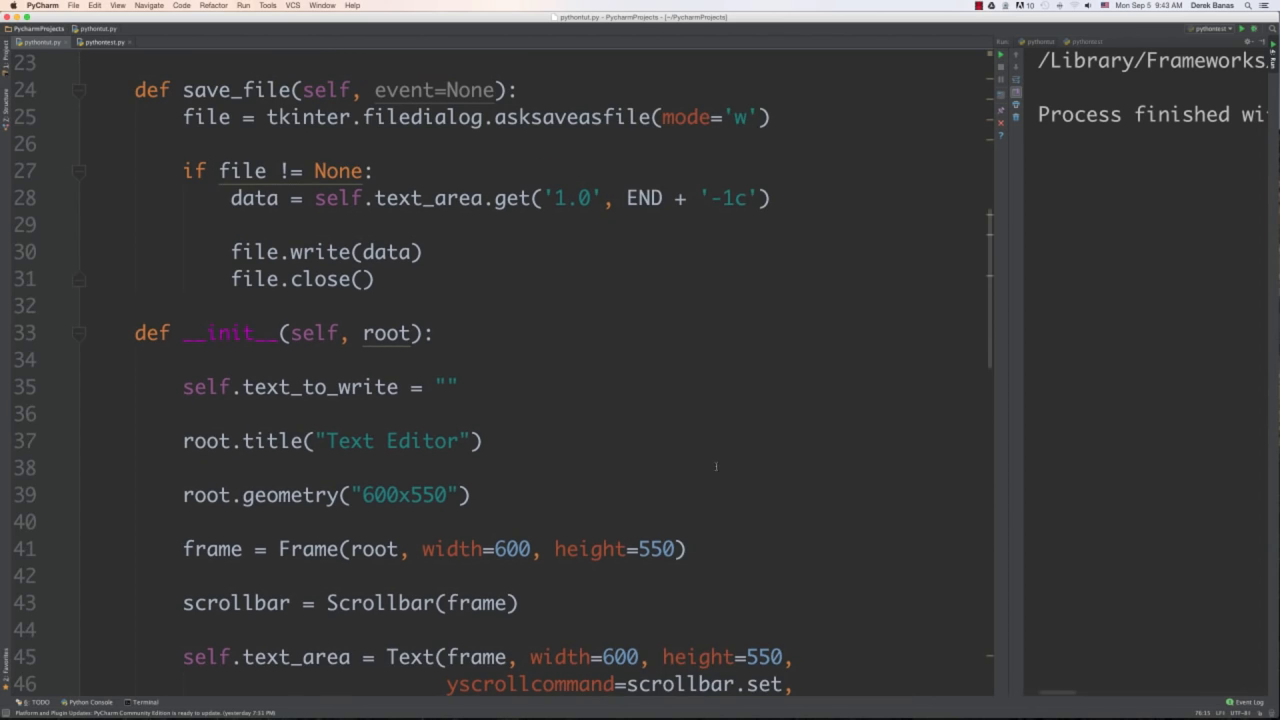 PyCharm File Edit View Navigate Code Refactor Run Tools VCS Window Help
10 Mon Sep 5 9:43 AM Derek Banas
pythontut.py - PycharmProjects - [~/PycharmProjects]
PycharmProjects pythontut.py pythontest
pythontut.py pythontest.py Run: pythontut pythontest
23
24 def save_file(self, event=None):
25 file = tkinter.filedialog.asksaveasfile(mode='w')
26
27 if file != None:
28 data = self.text_area.get('1.0', END + '-1c')
29
30 file.write(data)
31 file.close()
32
33 def __init__(self, root):
34
35 self.text_to_write = ""
36
37 root.title("Text Editor")
38
39 root.geometry("600x550")
40
41 frame = Frame(root, width=600, height=550)
42
43 scrollbar = Scrollbar(frame)
44
45 self.text_area = Text(frame, width=600, height=550,
46 yscrollcommand=scrollbar.set,
/Library/Frameworks
Process finished wi
1: Project
7: Structure
2: Favorites
4: Run
6: TODO Python Console Terminal Event Log
Platform and Plugin Updates: PyCharm Community Edition is ready to update. (yesterday 7:51 PM) 76:15 LF UTF-8